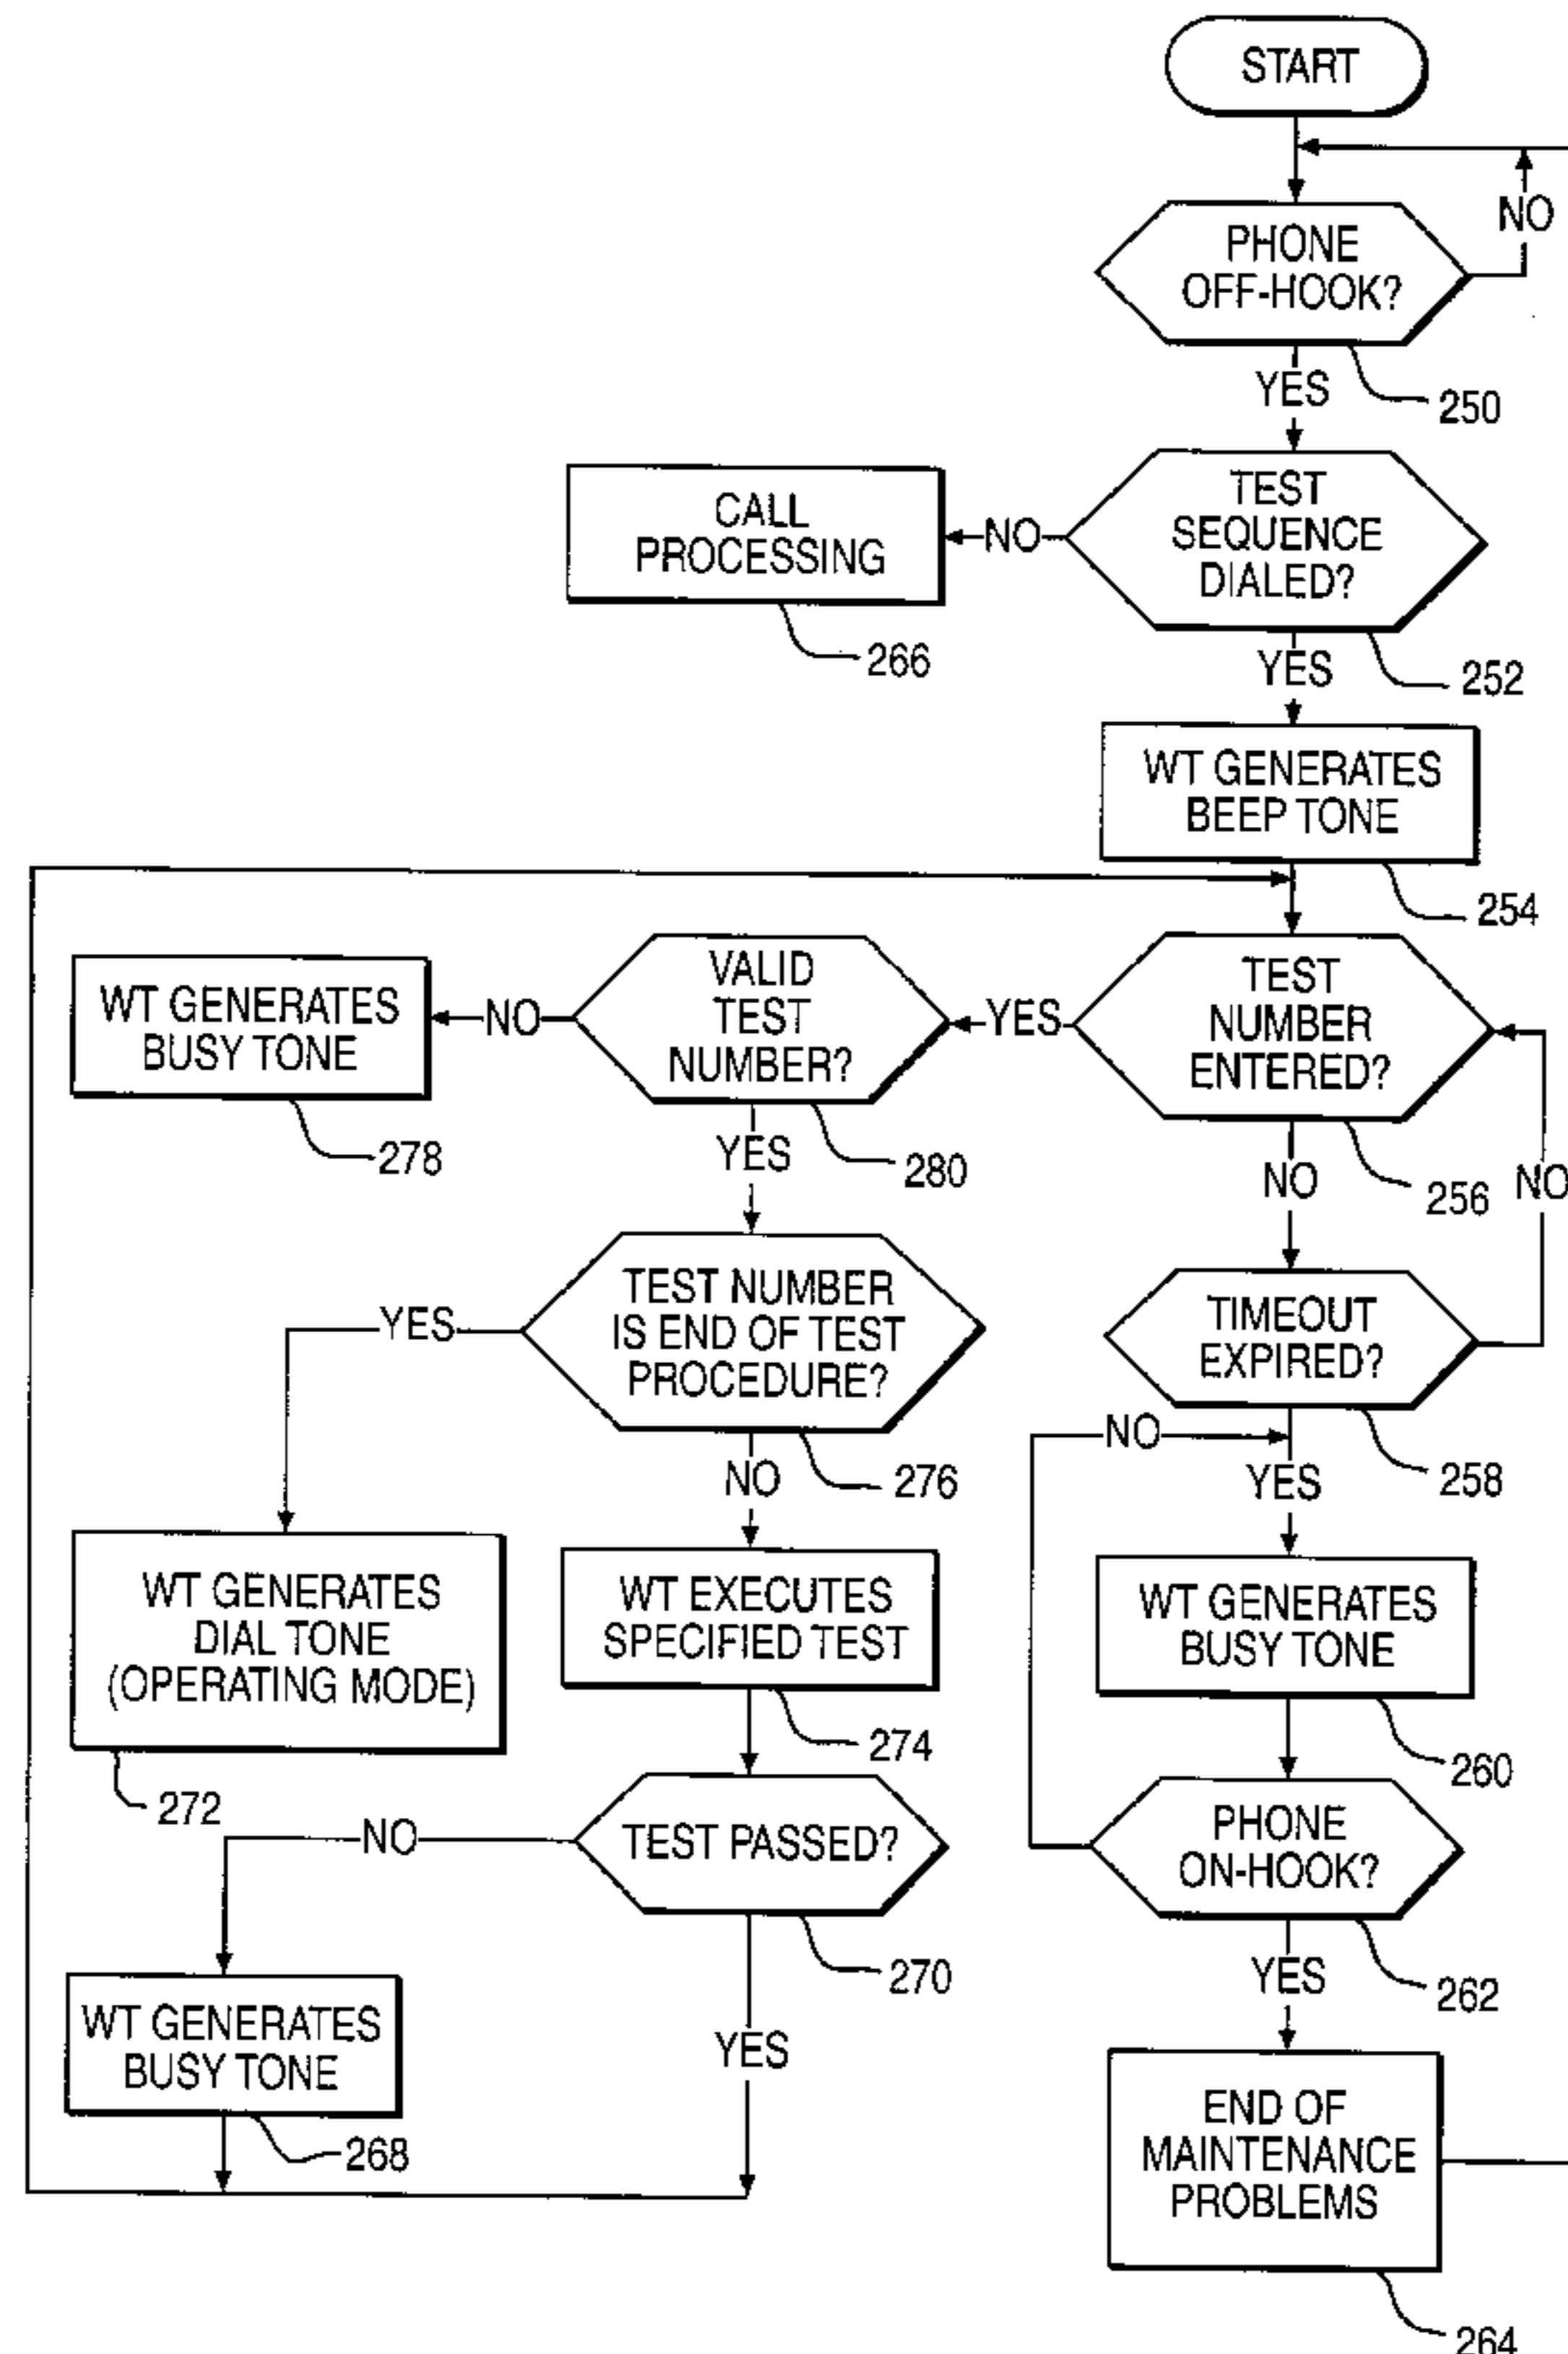 START
NO
PHONE
OFF-HOOK?
YES
250
TEST
SEQUENCE
DIALED?
NO
CALL
PROCESSING
266
YES
252
WT GENERATES
BEEP TONE
254
TEST
NUMBER
ENTERED?
YES
VALID
TEST
NUMBER?
NO
WT GENERATES
BUSY TONE
278
YES
280
NO
256
NO
TEST NUMBER
IS END OF TEST
PROCEDURE?
YES
TIMEOUT
EXPIRED?
NO
276
NO
YES
258
WT GENERATES
DIAL TONE
(OPERATING MODE)
272
WT EXECUTES
SPECIFIED TEST
274
WT GENERATES
BUSY TONE
260
TEST PASSED?
NO
270
PHONE
ON-HOOK?
YES
262
WT GENERATES
BUSY TONE
268
YES
END OF
MAINTENANCE
PROBLEMS
264